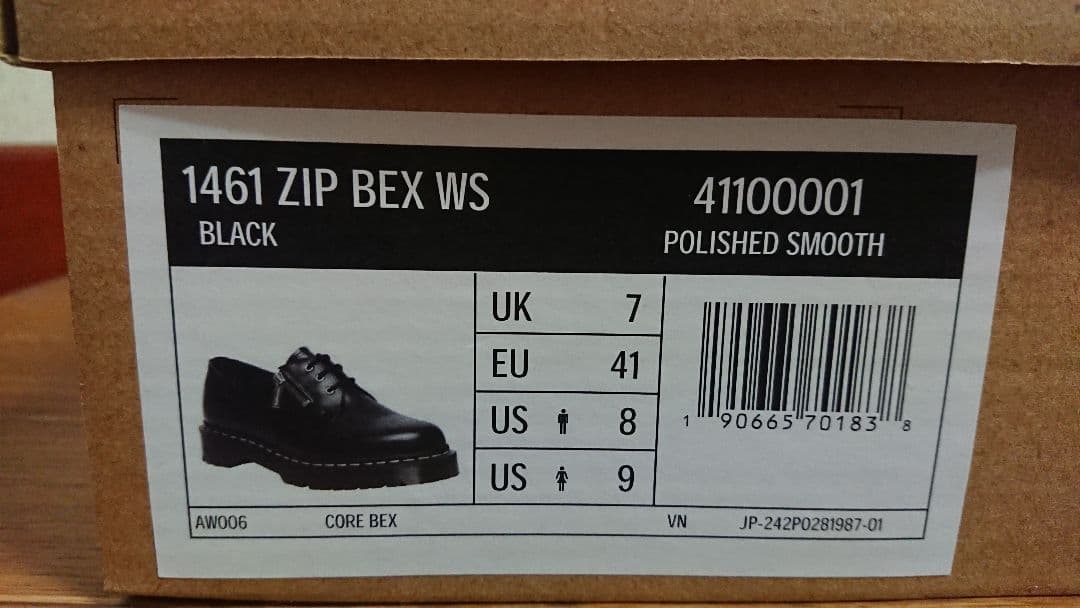 1461 ZIP BEX WS
BLACK
41100001
POLISHED SMOOTH
UK 7
EU 41
US 8
US 9
1 90665 70183 8
AW006 CORE BEX VN JP-242P0281987-01